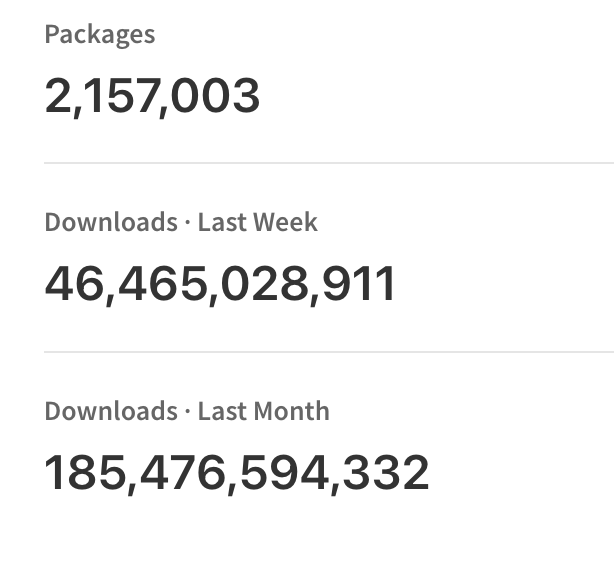 Packages
2,157,003
Downloads · Last Week
46,465,028,911
Downloads · Last Month
185,476,594,332